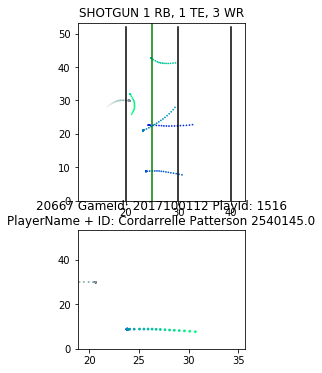 SHOTGUN 1 RB, 1 TE, 3 WR
50
40
30
20
10
0
20 30 40
20667 GameId: 2017100112 PlayId: 1516
PlayerName + ID: Cordarrelle Patterson 2540145.0
40
20
0
20 25 30 35